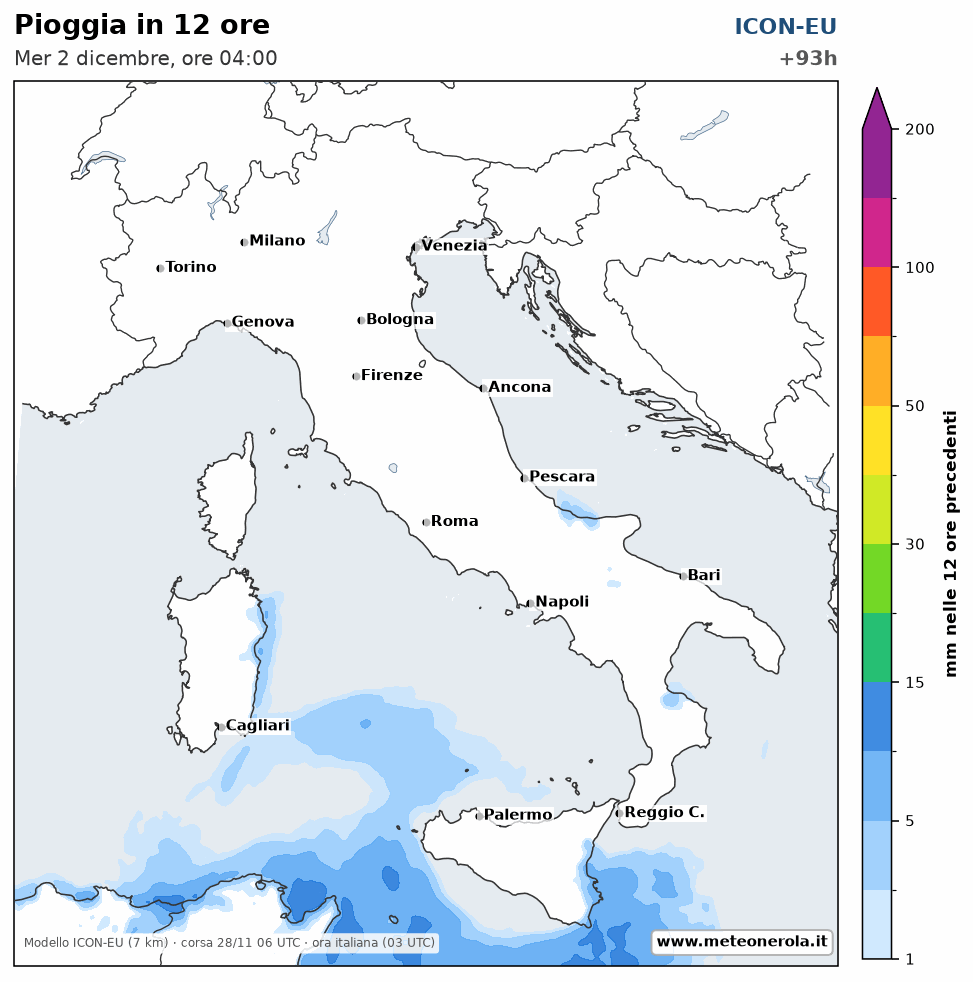 Pioggia in 12 ore
ICON-EU
Mer 2 dicembre, ore 04:00
+93h
200
100
50
30
15
5
1
mm nelle 12 ore precedenti
Milano
Venezia
Torino
Genova
Bologna
Firenze
Ancona
Pescara
Roma
Bari
Napoli
Cagliari
Palermo
Reggio C.
Modello ICON-EU (7 km) · corsa 28/11 06 UTC · ora italiana (03 UTC)
www.meteonerola.it